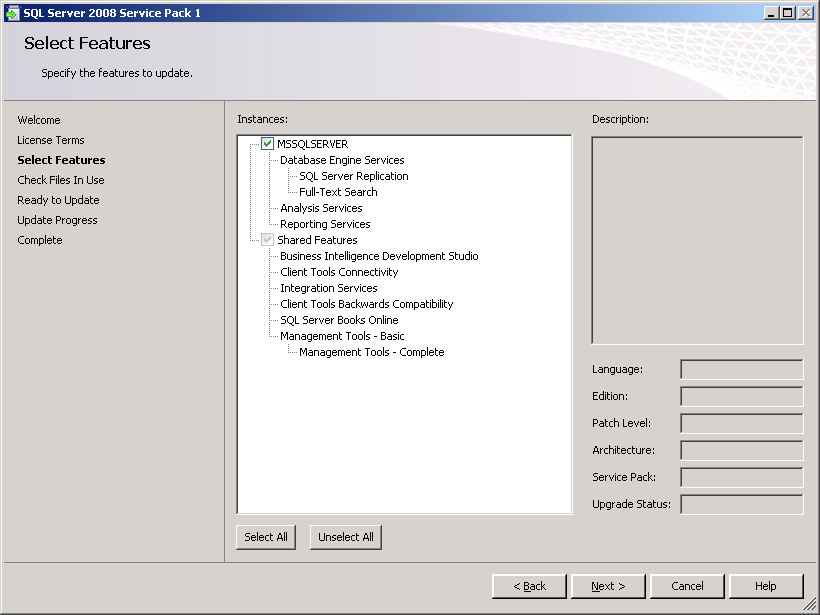 SQL Server 2008 Service Pack 1
Select Features
Specify the features to update.
Welcome
License Terms
Select Features
Check Files In Use
Ready to Update
Update Progress
Complete
Instances:
MSSQLSERVER
Database Engine Services
SQL Server Replication
Full-Text Search
Analysis Services
Reporting Services
Shared Features
Business Intelligence Development Studio
Client Tools Connectivity
Integration Services
Client Tools Backwards Compatibility
SQL Server Books Online
Management Tools - Basic
Management Tools - Complete
Select All
Unselect All
Description:
Language:
Edition:
Patch Level:
Architecture:
Service Pack:
Upgrade Status:
< Back
Next >
Cancel
Help